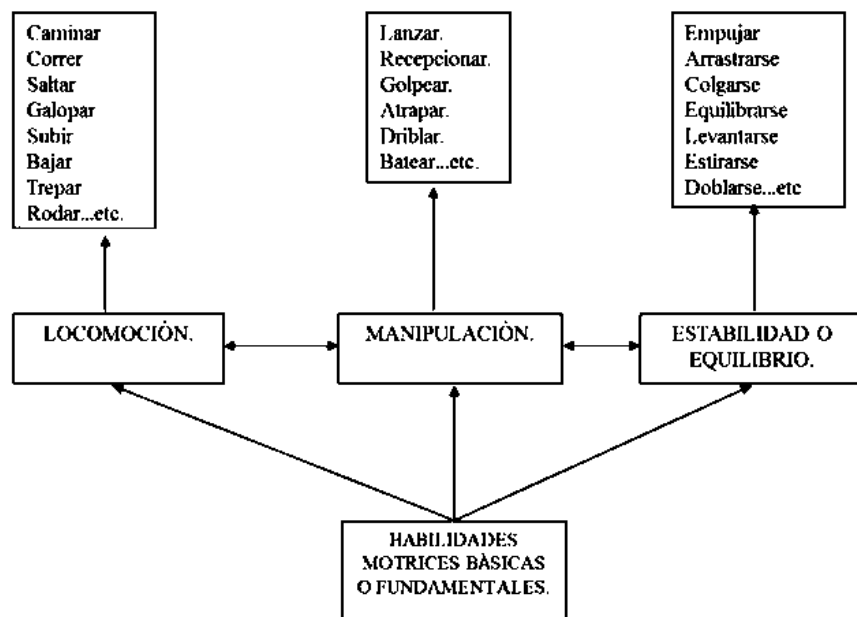 Caminar
Correr
Saltar
Galopar
Subir
Bajar
Trepar
Rodar...etc.
Lanzar.
Recepcionar.
Golpear.
Atrapar.
Driblar.
Batear...etc.
Empujar
Arrastrarse
Colgarse
Equilibrarse
Levantarse
Estirarse
Doblarse...etc
LOCOMOCIÓN.
MANIPULACIÒN.
ESTABILIDAD O
EQUILIBRIO.
HABILIDADES
MOTRICES BÀSICAS
O FUNDAMENTALES.